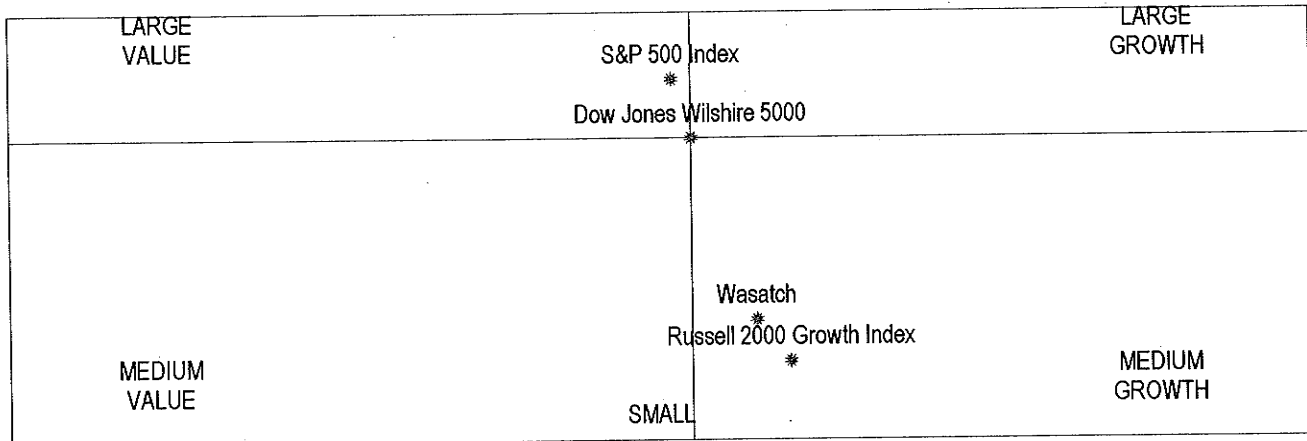 LARGE
VALUE
LARGE
GROWTH
S&P 500 Index
Dow Jones Wilshire 5000
Wasatch
Russell 2000 Growth Index
MEDIUM
VALUE
MEDIUM
GROWTH
SMALL